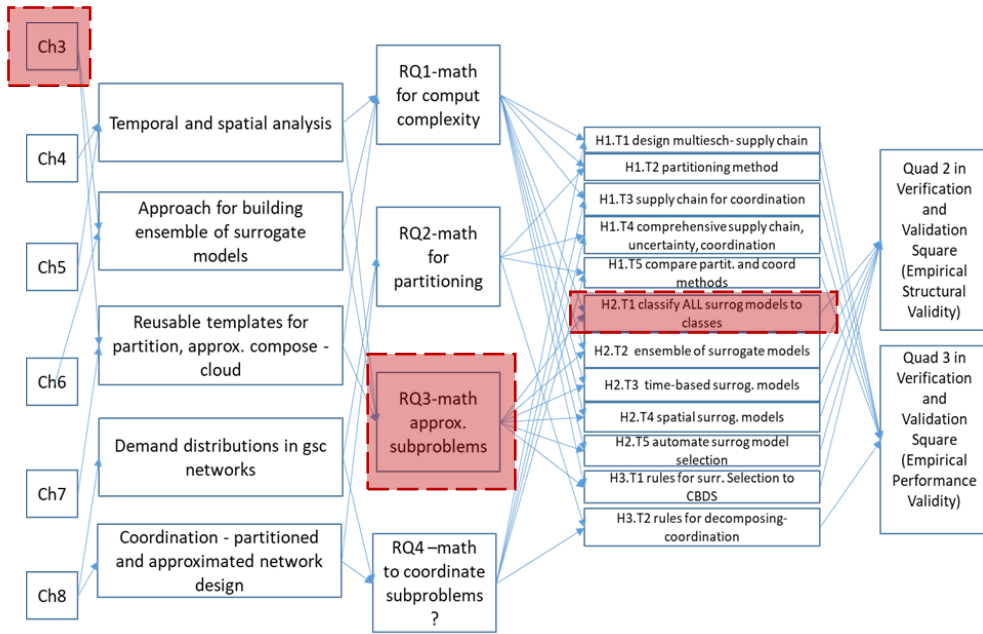 Ch3
Ch4
Ch5
Ch6
Ch7
Ch8
Temporal and spatial analysis
Approach for building
ensemble of surrogate
models
Reusable templates for
partition, approx. compose -
cloud
Demand distributions in gsc
networks
Coordination - partitioned
and approximated network
design
RQ1-math
for comput
complexity
RQ2-math
for
partitioning
RQ3-math
approx.
subproblems
RQ4 –math
to coordinate
subproblems
?
H1.T1 design multiesch- supply chain
H1.T2 partitioning method
H1.T3 supply chain for coordination
H1.T4 comprehensive supply chain,
uncertainty, coordination
H1.T5 compare partit. and coord
methods
H2.T1 classify ALL surrog models to
classes
H2.T2 ensemble of surrogate models
H2.T3 time-based surrog. models
H2.T4 spatial surrog. models
H2.T5 automate surrog model
selection
H3.T1 rules for surr. Selection to
CBDS
H3.T2 rules for decomposing-
coordination
Quad 2 in
Verification
and
Validation
Square
(Empirical
Structural
Validity)
Quad 3 in
Verification
and
Validation
Square
(Empirical
Performance
Validity)